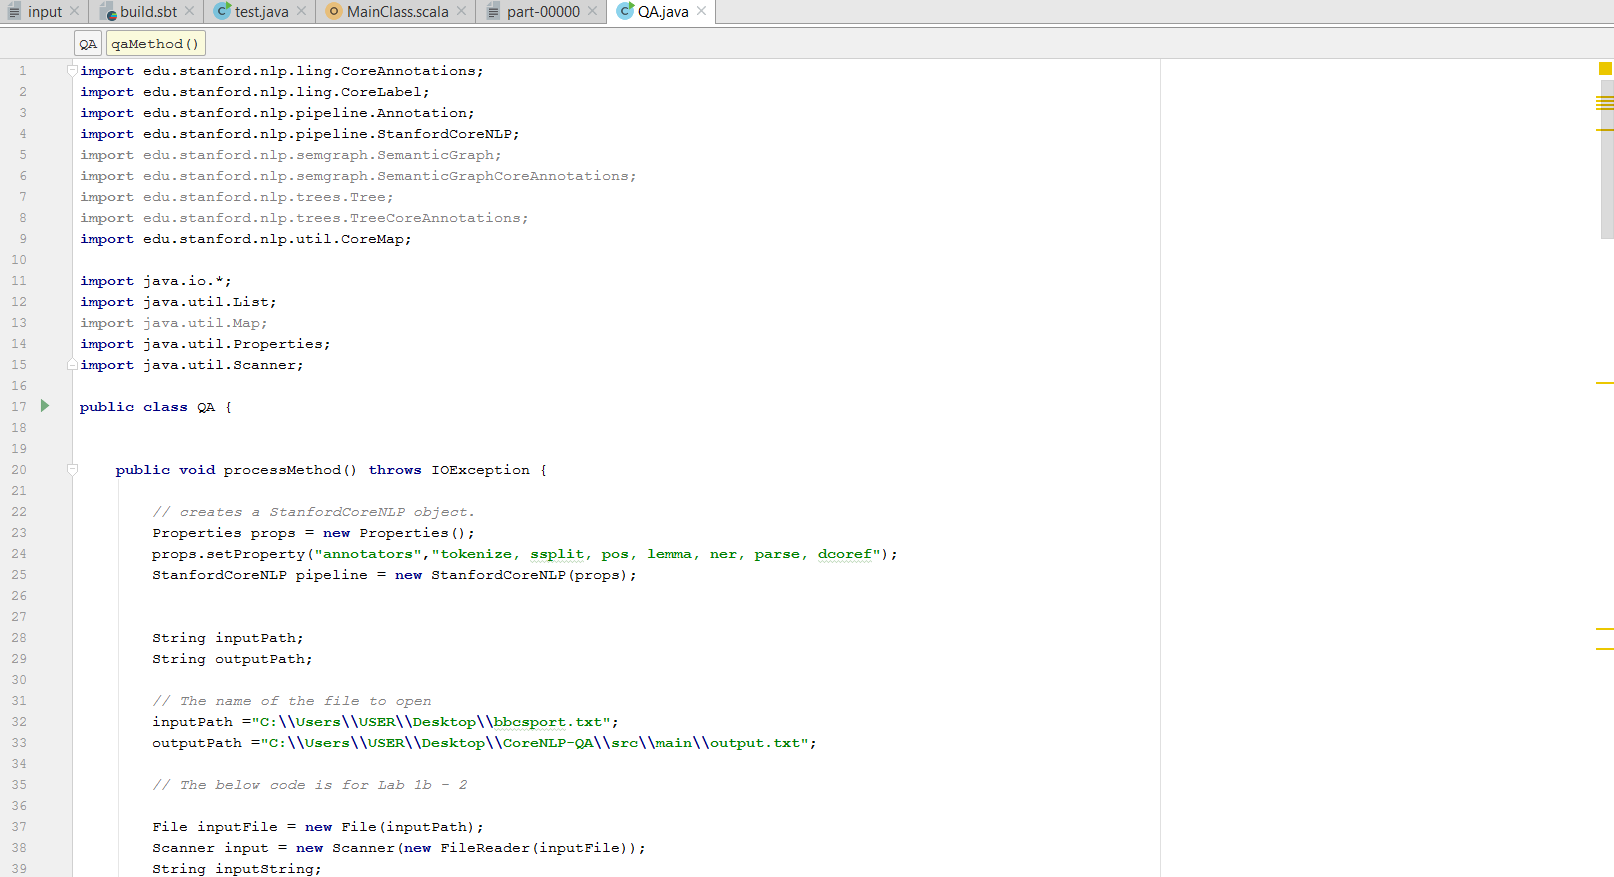 input build.sbt test.java MainClass.scala part-00000 QA.java
QA qaMethod()
1 import edu.stanford.nlp.ling.CoreAnnotations;
2 import edu.stanford.nlp.ling.CoreLabel;
3 import edu.stanford.nlp.pipeline.Annotation;
4 import edu.stanford.nlp.pipeline.StanfordCoreNLP;
5 import edu.stanford.nlp.semgraph.SemanticGraph;
6 import edu.stanford.nlp.semgraph.SemanticGraphCoreAnnotations;
7 import edu.stanford.nlp.trees.Tree;
8 import edu.stanford.nlp.trees.TreeCoreAnnotations;
9 import edu.stanford.nlp.util.CoreMap;
10
11 import java.io.*;
12 import java.util.List;
13 import java.util.Map;
14 import java.util.Properties;
15 import java.util.Scanner;
16
17 public class QA {
18
19
20 public void processMethod() throws IOException {
21
22 // creates a StanfordCoreNLP object.
23 Properties props = new Properties();
24 props.setProperty("annotators","tokenize, ssplit, pos, lemma, ner, parse, dcoref");
25 StanfordCoreNLP pipeline = new StanfordCoreNLP(props);
26
27
28 String inputPath;
29 String outputPath;
30
31 // The name of the file to open
32 inputPath ="C:\\Users\\USER\\Desktop\\bbcsport.txt";
33 outputPath ="C:\\Users\\USER\\Desktop\\CoreNLP-QA\\src\\main\\output.txt";
34
35 // The below code is for Lab 1b - 2
36
37 File inputFile = new File(inputPath);
38 Scanner input = new Scanner(new FileReader(inputFile));
39 String inputString;